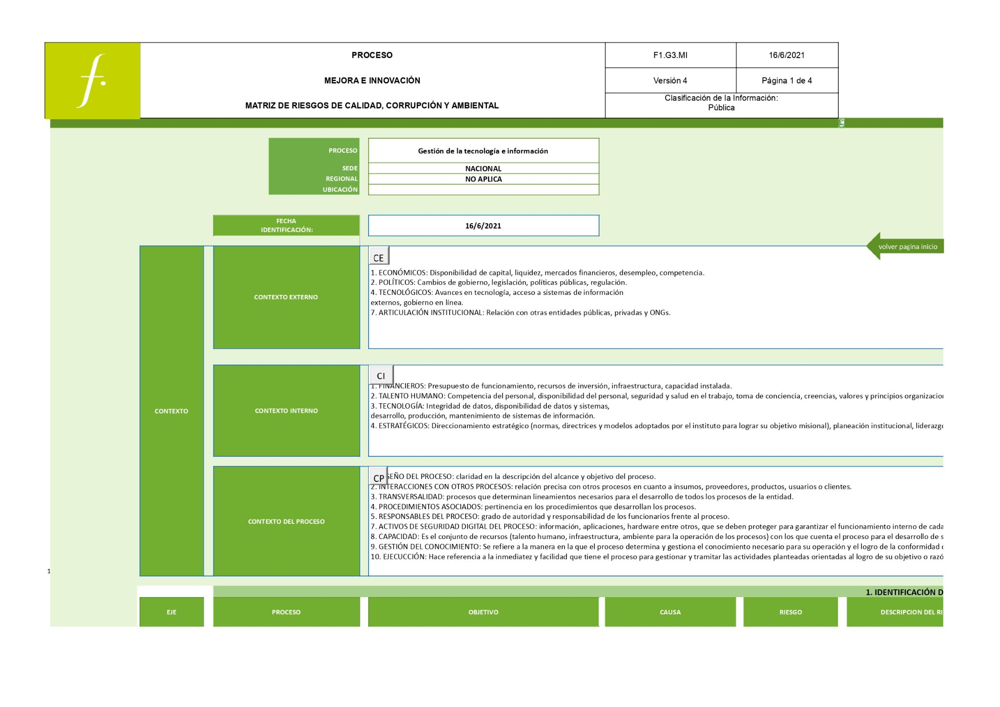 f.
PROCESO
MEJORA E INNOVACIÓN
MATRIZ DE RIESGOS DE CALIDAD, CORRUPCIÓN Y AMBIENTAL
F1.G3.MI
16/6/2021
Versión 4
Página 1 de 4
Clasificación de la Información:
Pública
PROCESO
Gestión de la tecnología e información
SEDE
NACIONAL
REGIONAL
NO APLICA
UBICACIÓN
FECHA
IDENTIFICACIÓN:
16/6/2021
volver pagina inicio
CONTEXTO
CONTEXTO EXTERNO
CE
1. ECONÓMICOS: Disponibilidad de capital, liquidez, mercados financieros, desempleo, competencia.
2. POLÍTICOS: Cambios de gobierno, legislación, políticas públicas, regulación.
4. TECNOLÓGICOS: Avances en tecnología, acceso a sistemas de información
externos, gobierno en línea.
7. ARTICULACIÓN INSTITUCIONAL: Relación con otras entidades públicas, privadas y ONGs.
CONTEXTO INTERNO
CI
1. FINANCIEROS: Presupuesto de funcionamiento, recursos de inversión, infraestructura, capacidad instalada.
2. TALENTO HUMANO: Competencia del personal, disponibilidad del personal, seguridad y salud en el trabajo, toma de conciencia, creencias, valores y principios organizacion
3. TECNOLOGÍA: Integridad de datos, disponibilidad de datos y sistemas,
desarrollo, producción, mantenimiento de sistemas de información.
4. ESTRATÉGICOS: Direccionamiento estratégico (normas, directrices y modelos adoptados por el instituto para lograr su objetivo misional), planeación institucional, liderazgo
CONTEXTO DEL PROCESO
CP
SEÑO DEL PROCESO: claridad en la descripción del alcance y objetivo del proceso.
2. INTERACCIONES CON OTROS PROCESOS: relación precisa con otros procesos en cuanto a insumos, proveedores, productos, usuarios o clientes.
3. TRANSVERSALIDAD: procesos que determinan lineamientos necesarios para el desarrollo de todos los procesos de la entidad.
4. PROCEDIMIENTOS ASOCIADOS: pertinencia en los procedimientos que desarrollan los procesos.
5. RESPONSABLES DEL PROCESO: grado de autoridad y responsabilidad de los funcionarios frente al proceso.
7. ACTIVOS DE SEGURIDAD DIGITAL DEL PROCESO: información, aplicaciones, hardware entre otros, que se deben proteger para garantizar el funcionamiento interno de cada
8. CAPACIDAD: Es el conjunto de recursos (talento humano, infraestructura, ambiente para la operación de los procesos) con los que cuenta el proceso para el desarrollo de s
9. GESTIÓN DEL CONOCIMIENTO: Se refiere a la manera en la que el proceso determina y gestiona el conocimiento necesario para su operación y el logro de la conformidad
10. EJECUCCIÓN: Hace referencia a la inmediatez y facilidad que tiene el proceso para gestionar y tramitar las actividades planteadas orientadas al logro de su objetivo o razó
1
1. IDENTIFICACIÓN D
EJE
PROCESO
OBJETIVO
CAUSA
RIESGO
DESCRIPCION DEL RI